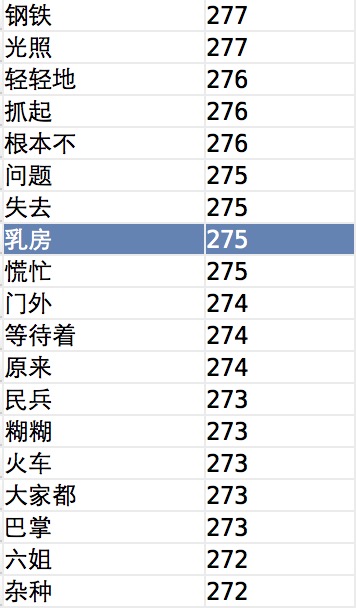 钢铁 277
光照 277
轻轻地 276
抓起 276
根本不 276
问题 275
失去 275
乳房 275
慌忙 275
门外 274
等待着 274
原来 274
民兵 273
糊糊 273
火车 273
大家都 273
巴掌 273
六姐 272
杂种 272